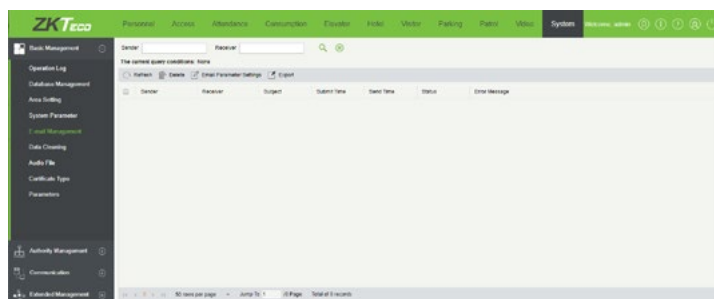 ZKTECO
Personnel Access Attendance Consumption Elevator Hotel Visitor Parking Patrol Video System Welcome, admin
Basic Management
Sender Receiver
The current query conditions: None
Operation Log
Refresh Delete Email Parameter Settings Export
Database Management
Sender Receiver Subject Submit Time Send Time Status Error Message
Area Setting
System Parameter
E-mail Management
Data Cleaning
Audio File
Certificate Type
Parameters
Authority Management
Communication
Extended Management
50 rows per page Jump To 1 /0 Page Total of 0 records